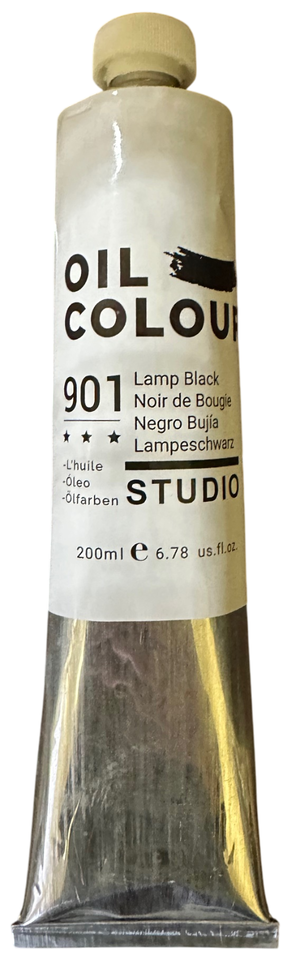 OIL
COLOUR
901
★ ★ ★
Lamp Black
Noir de Bougie
Negro Bujía
Lampeschwarz
-L'huile
-Óleo
-Ölfarben
STUDIO
200ml e 6.78 us.fl.oz.